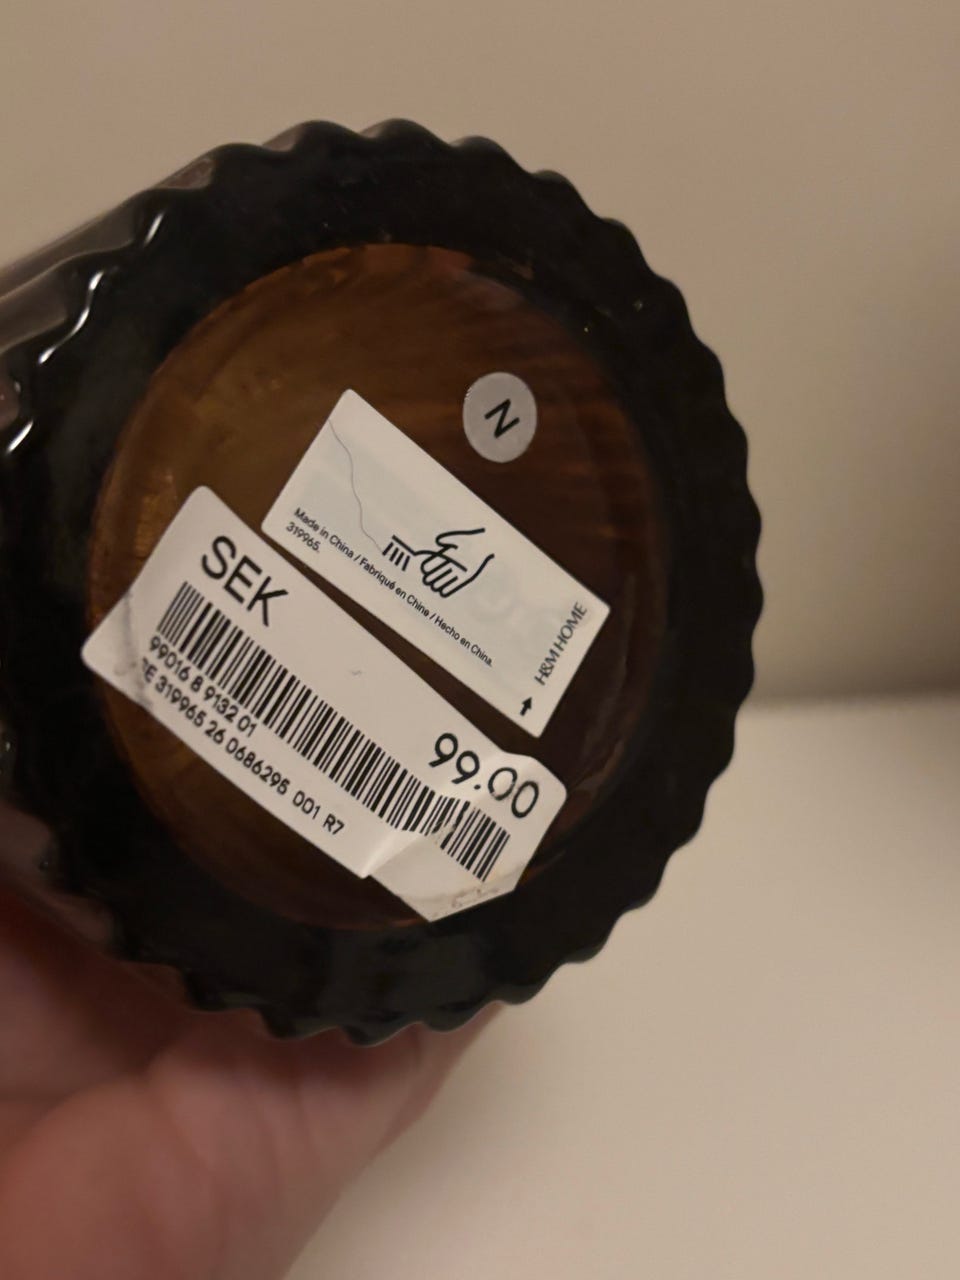 N
Made in China / Fabriqué en Chine / Hecho en China.
319965.
H&M HOME
SEK
99.00
99016 8 9132 01
319965 26 0686295 001 R7